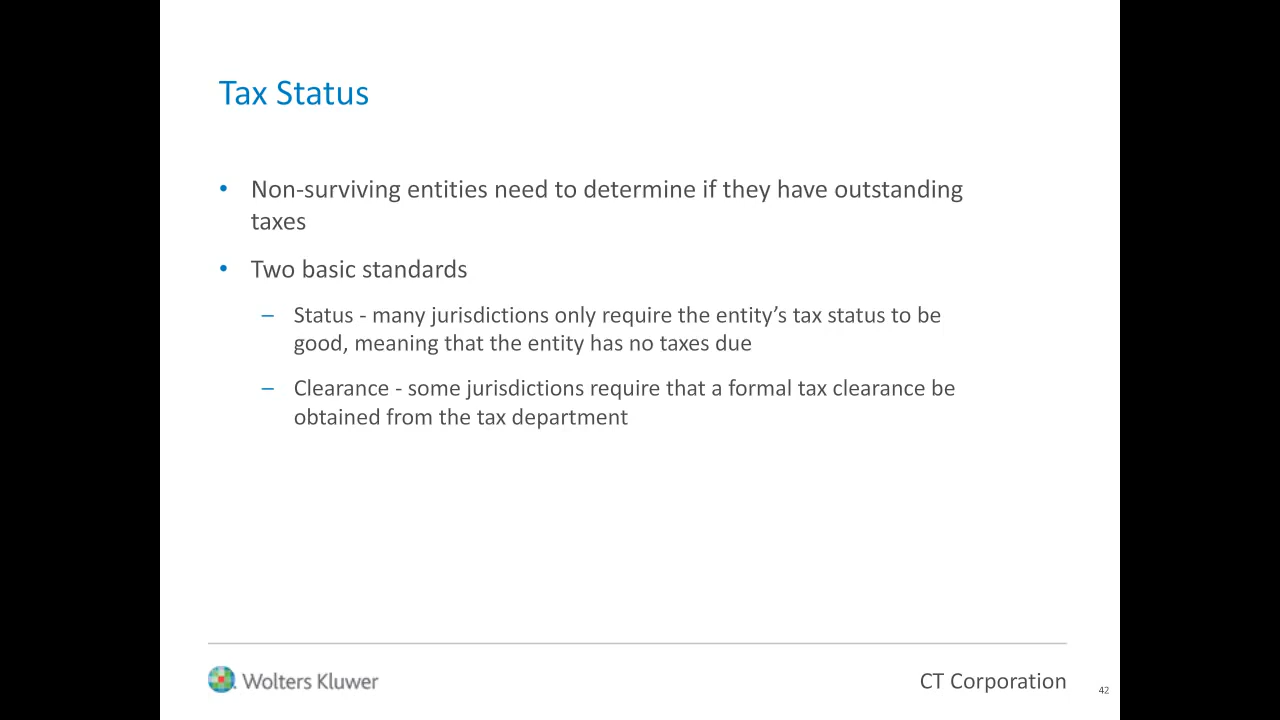 Tax Status
• Non-surviving entities need to determine if they have outstanding
taxes
• Two basic standards
– Status - many jurisdictions only require the entity’s tax status to be
good, meaning that the entity has no taxes due
– Clearance - some jurisdictions require that a formal tax clearance be
obtained from the tax department
Wolters Kluwer
CT Corporation
42